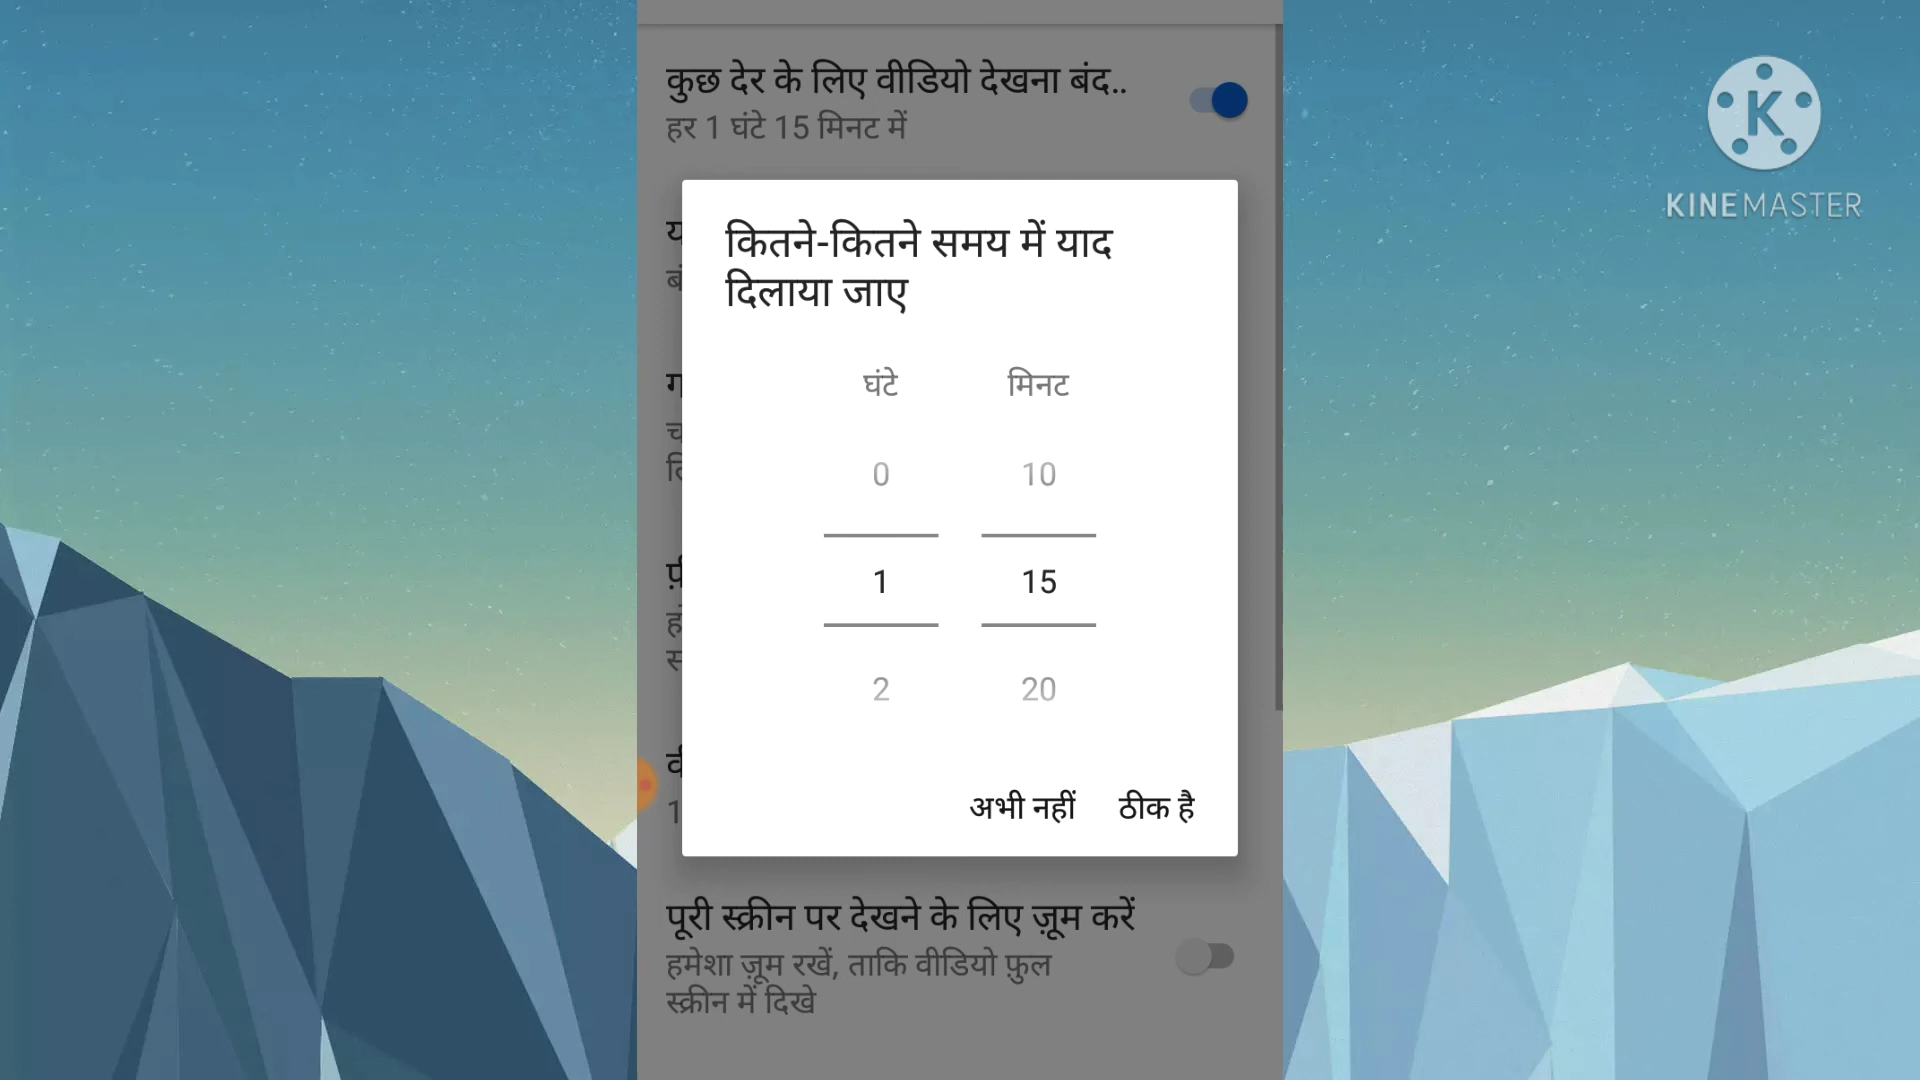 कुछ देर के लिए वीडियो देखना बंद..
हर 1 घंटे 15 मिनट में
K
KINEMASTER
कितने-कितने समय में याद
दिलाया जाए
घंटे मिनट
0 10
1 15
2 20
अभी नहीं ठीक है
पूरी स्क्रीन पर देखने के लिए ज़ूम करें
हमेशा ज़ूम रखें, ताकि वीडियो फ़ुल
स्क्रीन में दिखे